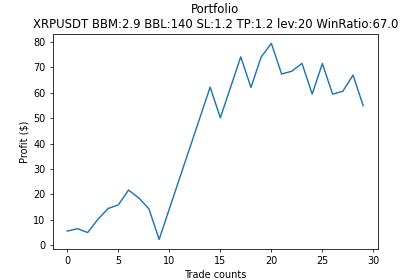 Portfolio
XRPUSDT BBM:2.9 BBL:140 SL:1.2 TP:1.2 lev:20 WinRatio:67.0
80
70
60
50
40
30
20
10
0
Profit ($)
0 5 10 15 20 25 30
Trade counts